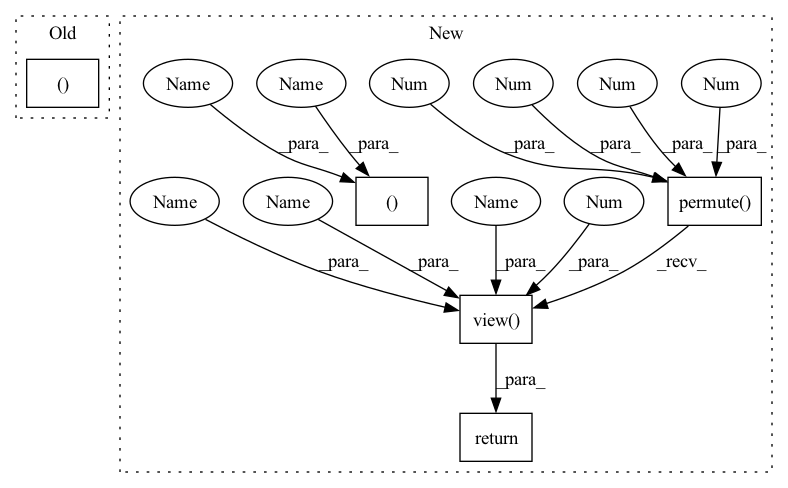 Old
New
()
Name
Name
Num
Num
Num
Num
_para_
_para_
_para_
_para_
_para_
_para_
Name
Name
()
Name
Num
permute()
_para_
_para_
_para_
_para_
_recv_
view()
_para_
return